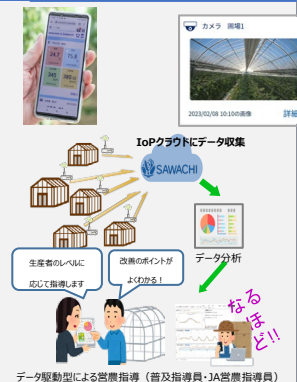 カメラ 圃場1
2023/02/08 10:10の画像
詳細
IoPクラウドにデータ収集
SAWACHI
データ分析
生産者のレベルに
応じて指導します
改善のポイントが
よくわかる！
なるほど!!
データ駆動型による営農指導（普及指導員・JA営農指導員）